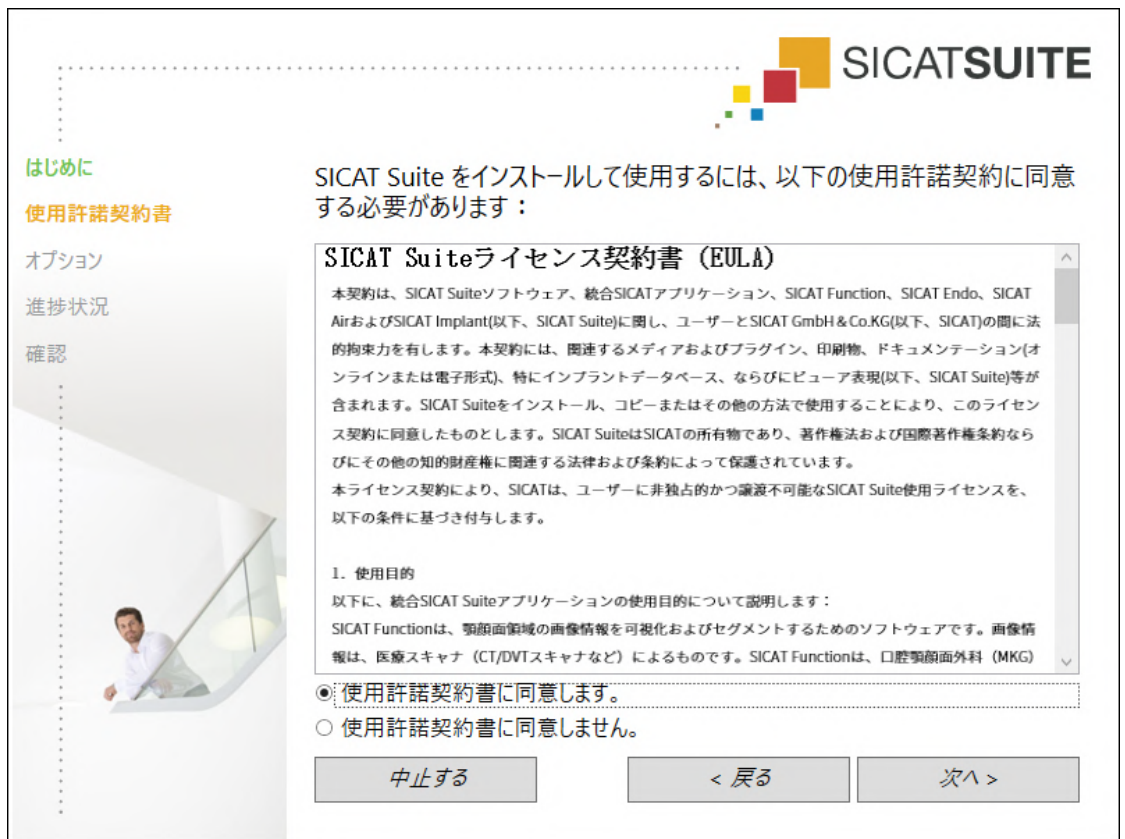 SICATSUITE
はじめに
使用許諾契約書
オプション
進捗状況
確認
SICAT Suite をインストールして使用するには、以下の使用許諾契約に同意
する必要があります：
SICAT Suiteライセンス契約書 (EULA)
本契約は、SICAT Suiteソフトウェア、統合SICATアプリケーション、SICAT Function、SICAT Endo、SICAT
AirおよびSICAT Implant(以下、SICAT Suite)に関し、ユーザーとSICAT GmbH＆Co.KG(以下、SICAT)の間に法
的拘束力を有します。本契約には、関連するメディアおよびプラグイン、印刷物、ドキュメンテーション(オ
ンラインまたは電子形式)、特にインプラントデータベース、ならびにビューア表現(以下、SICAT Suite)等が
含まれます。SICAT Suiteをインストール、コピーまたはその他の方法で使用することにより、このライセン
ス契約に同意したものとします。SICAT SuiteはSICATの所有物であり、著作権法および国際著作権条約なら
びにその他の知的財産権に関連する法律および条約によって保護されています。
本ライセンス契約により、SICATは、ユーザーに非独占的かつ譲渡不可能なSICAT Suite使用ライセンスを、
以下の条件に基づき付与します。
1. 使用目的
以下に、統合SICAT Suiteアプリケーションの使用目的について説明します：
SICAT Functionは、顎顔面領域の画像情報を可視化およびセグメントするためのソフトウェアです。画像情
報は、医療スキャナ（CT/DVTスキャナなど）によるものです。SICAT Functionは、口腔顎顔面外科（MKG）
使用許諾契約書に同意します。
使用許諾契約書に同意しません。
中止する
< 戻る
次へ >